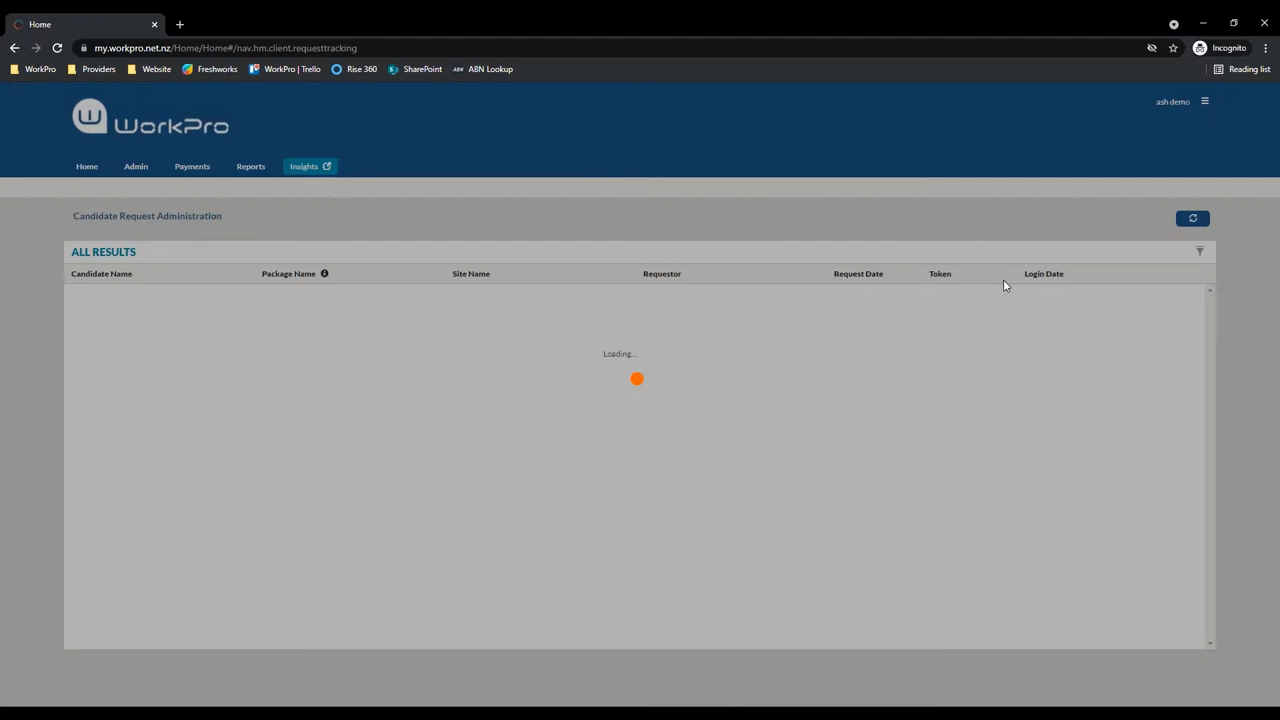 Home
my.workpro.net.nz/Home/Home#/nav.hm.client.requesttracking
Incognito
WorkPro
Providers
Website
Freshworks
WorkPro | Trello
Rise 360
SharePoint
ABN
ABN Lookup
Reading list
W WorkPro
ash demo
Home
Admin
Payments
Reports
Insights
Candidate Request Administration
ALL RESULTS
Candidate Name
Package Name
Site Name
Requestor
Request Date
Token
Login Date
Loading...